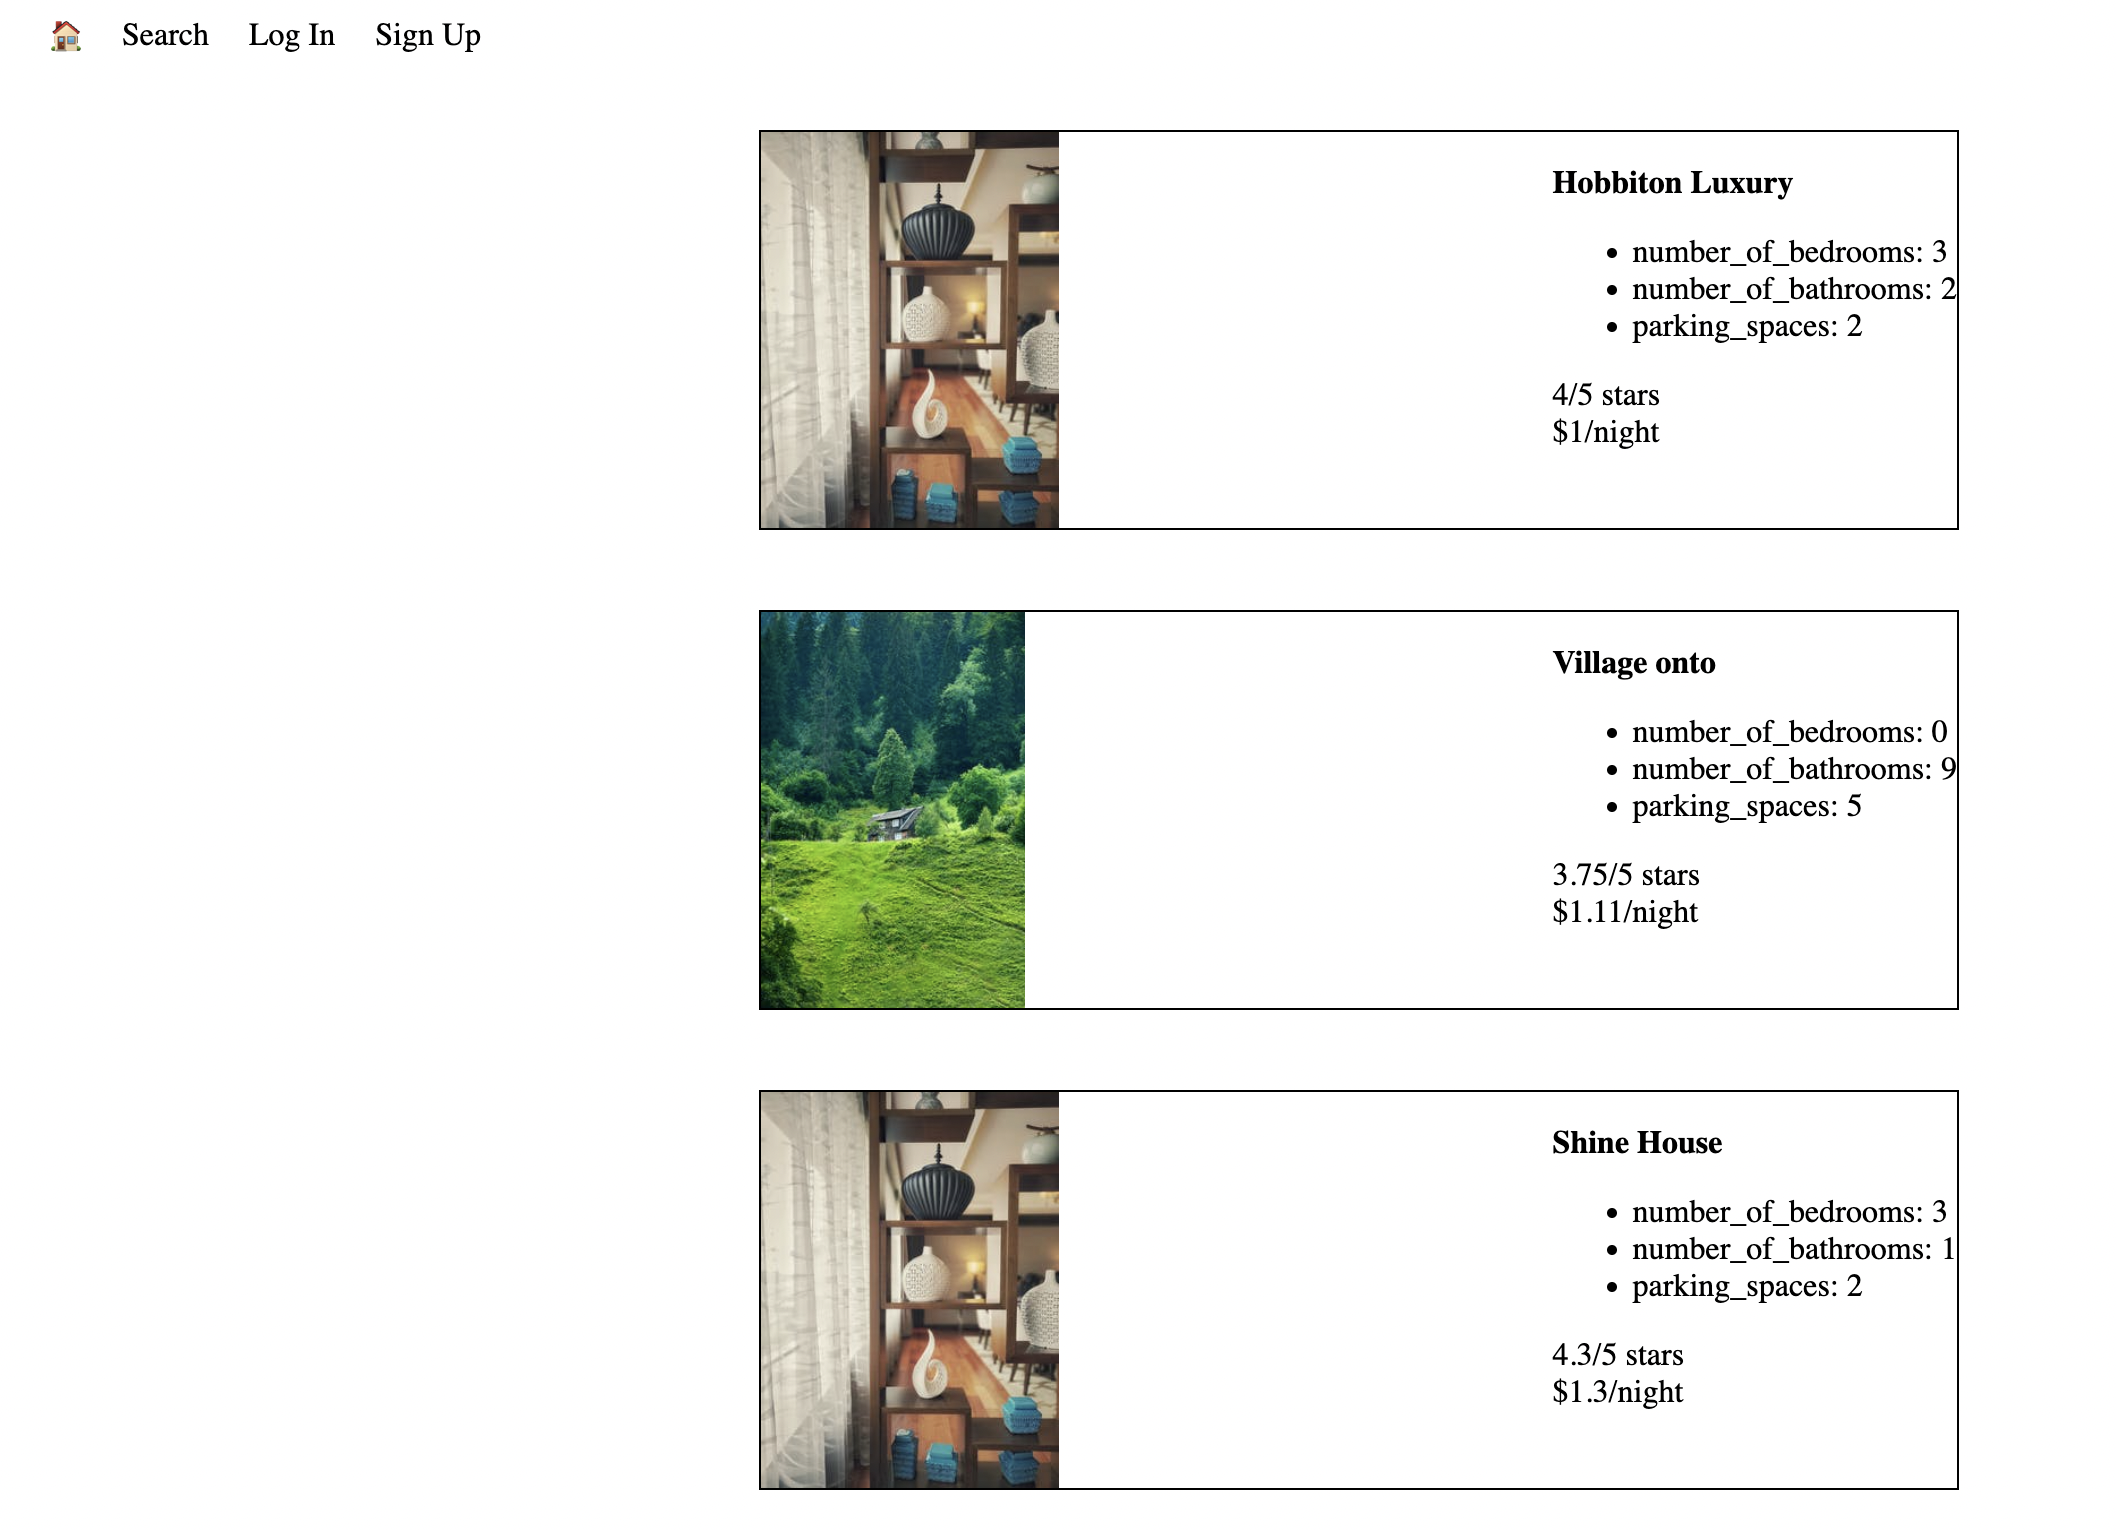 Search Log In Sign Up
Hobbiton Luxury
number_of_bedrooms: 3
number_of_bathrooms: 2
parking_spaces: 2
4/5 stars
$1/night
Village onto
number_of_bedrooms: 0
number_of_bathrooms: 9
parking_spaces: 5
3.75/5 stars
$1.11/night
Shine House
number_of_bedrooms: 3
number_of_bathrooms: 1
parking_spaces: 2
4.3/5 stars
$1.3/night